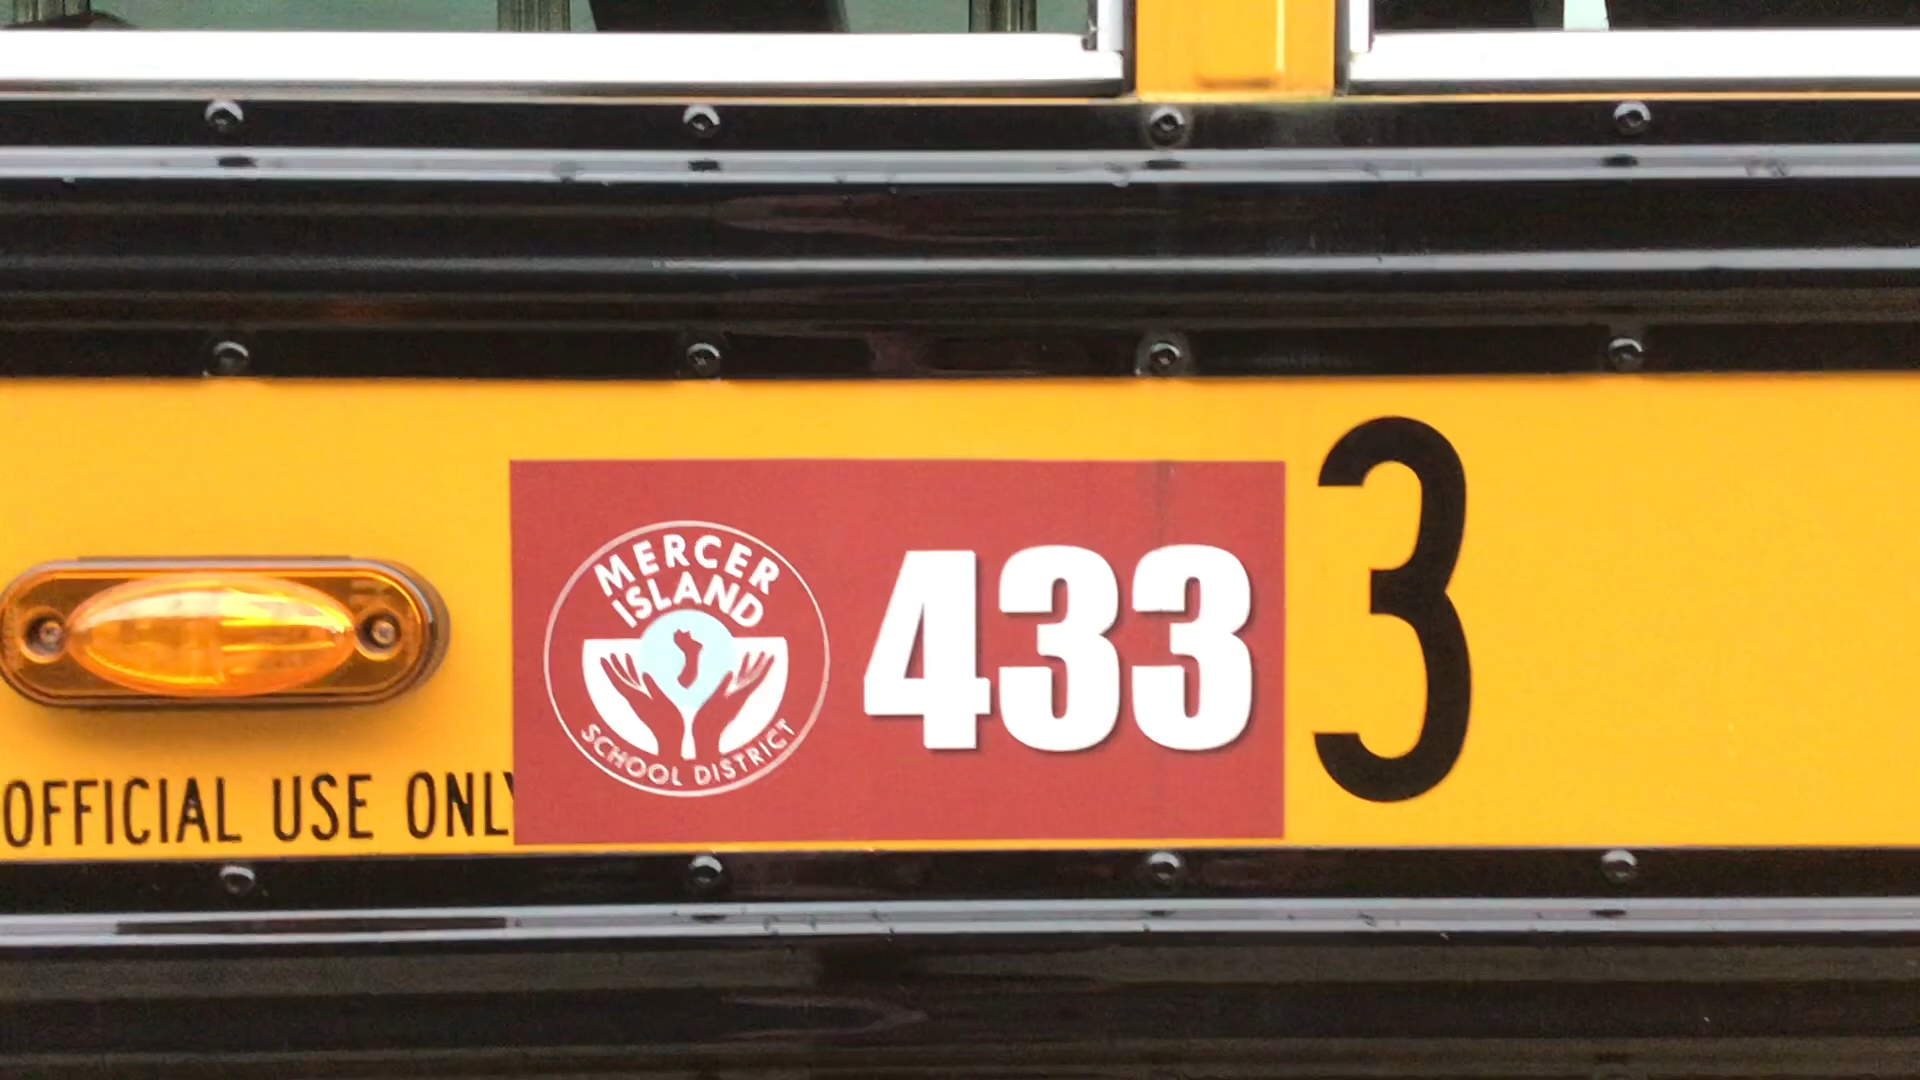 MERCER
ISLAND
SCHOOL DISTRICT
433
3
OFFICIAL USE ONLY